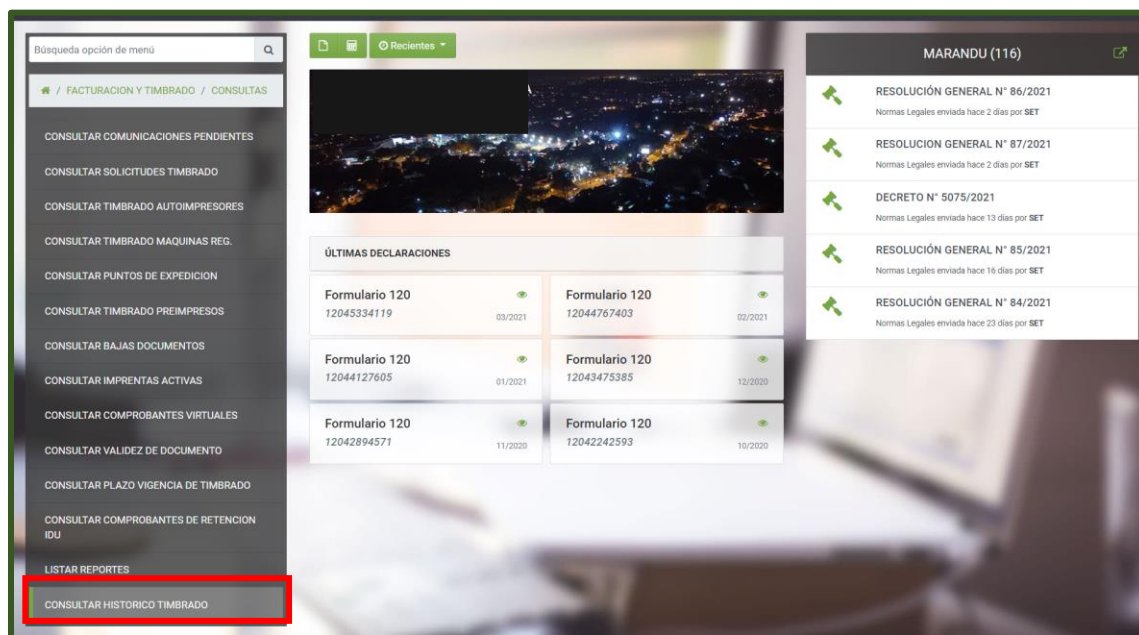 Búsqueda opción de menú
/ FACTURACION Y TIMBRADO / CONSULTAS
CONSULTAR COMUNICACIONES PENDIENTES
CONSULTAR SOLICITUDES TIMBRADO
CONSULTAR TIMBRADO AUTOIMPRESORES
CONSULTAR TIMBRADO MAQUINAS REG.
CONSULTAR PUNTOS DE EXPEDICION
CONSULTAR TIMBRADO PREIMPRESOS
CONSULTAR BAJAS DOCUMENTOS
CONSULTAR IMPRENTAS ACTIVAS
CONSULTAR COMPROBANTES VIRTUALES
CONSULTAR VALIDEZ DE DOCUMENTO
CONSULTAR PLAZO VIGENCIA DE TIMBRADO
CONSULTAR COMPROBANTES DE RETENCION
IDU
LISTAR REPORTES
CONSULTAR HISTORICO TIMBRADO
Recientes
ÚLTIMAS DECLARACIONES
Formulario 120
12045334119
03/2021
Formulario 120
12044767403
02/2021
Formulario 120
12044127605
01/2021
Formulario 120
12043475385
12/2020
Formulario 120
12042894571
11/2020
Formulario 120
12042242593
10/2020
MARANDU (116)
RESOLUCIÓN GENERAL N° 86/2021
Normas Legales enviada hace 2 días por SET
RESOLUCION GENERAL N° 87/2021
Normas Legales enviada hace 2 días por SET
DECRETO N° 5075/2021
Normas Legales enviada hace 13 días por SET
RESOLUCIÓN GENERAL N° 85/2021
Normas Legales enviada hace 16 días por SET
RESOLUCIÓN GENERAL N° 84/2021
Normas Legales enviada hace 23 días por SET